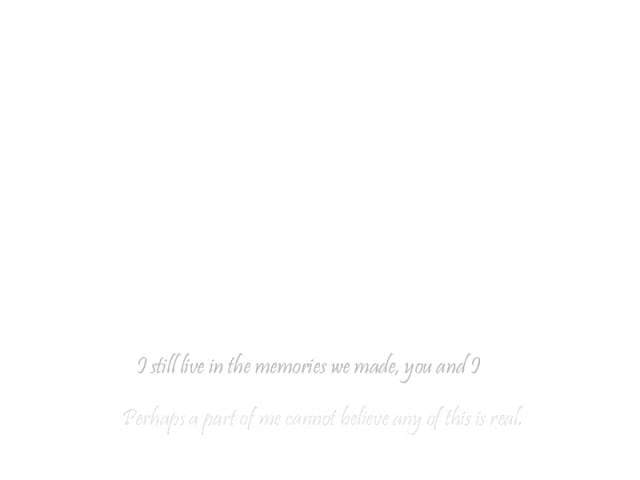 I still live in the memories we made, you and I
Perhaps a part of me cannot believe any of this is real.